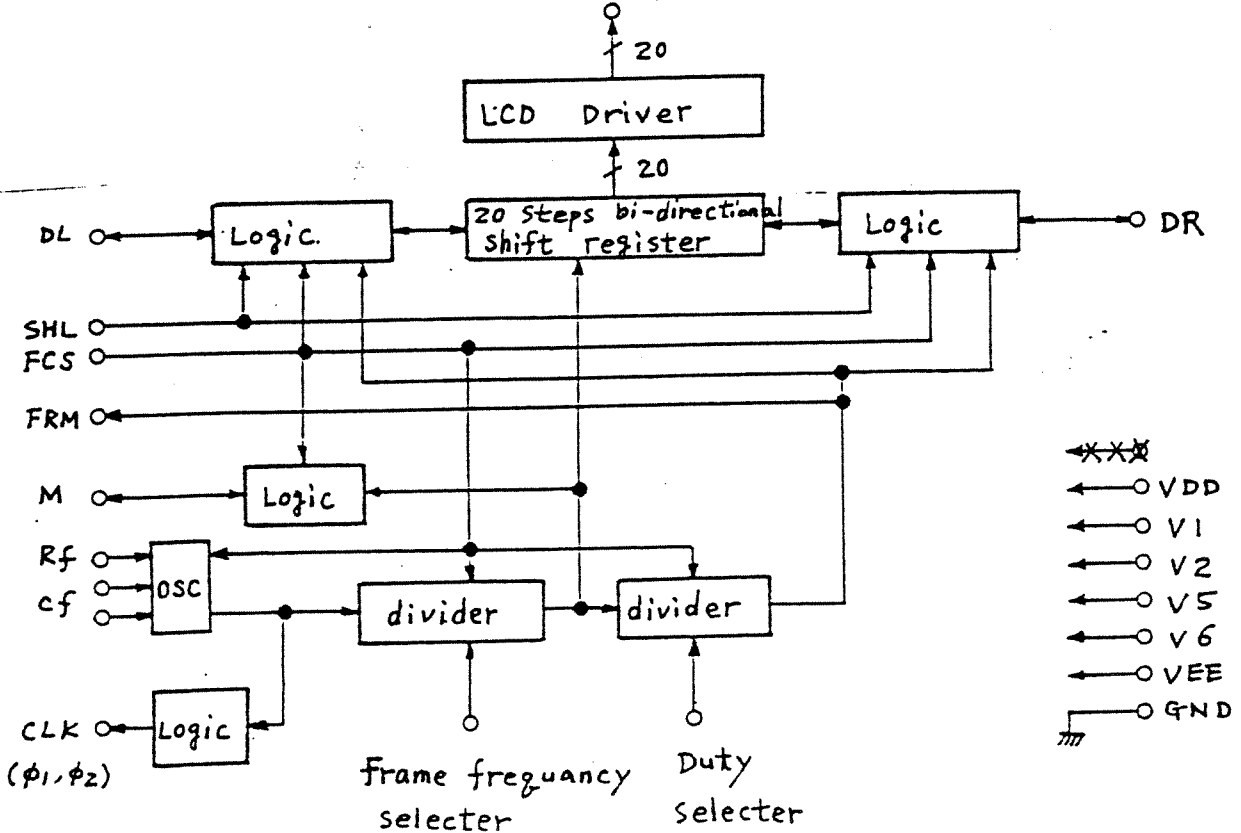 20
LCD Driver
20
DL
Logic.
20 Steps bi-directional
shift register
Logic
DR
SHL
FCS
FRM
M
Logic
Rf
cf
OSC
divider
divider
CLK
(φ1, φ2)
Logic
Frame frequancy
selecter
Duty
selecter
VDD
V1
V2
V5
V6
VEE
GND